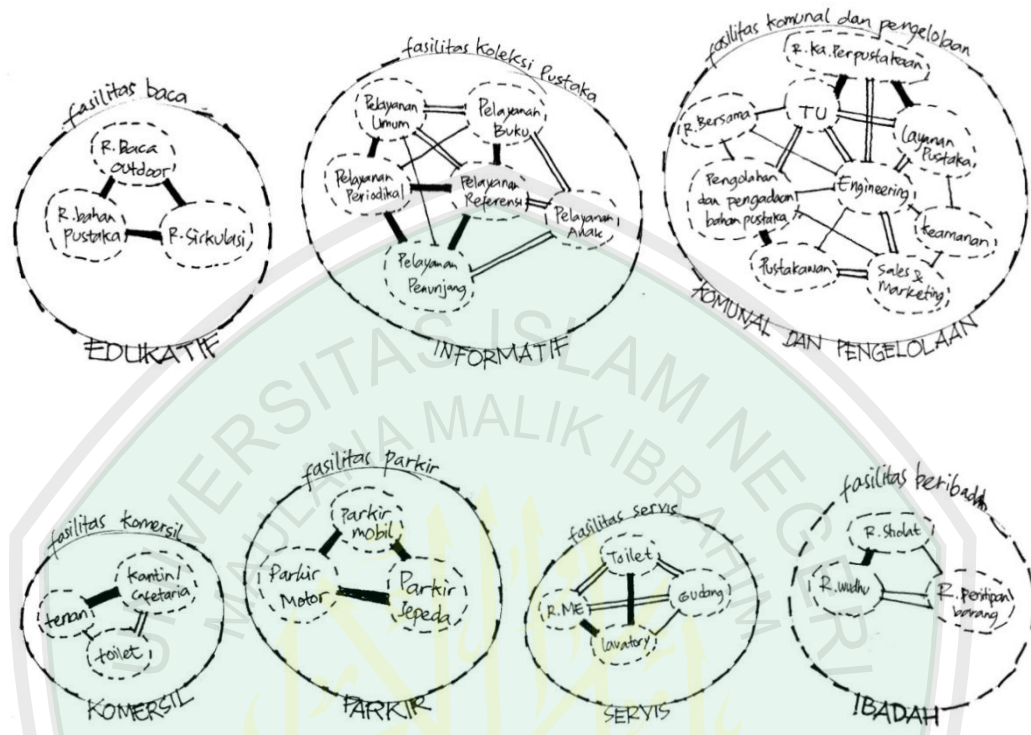 fasilitas baca
R. Baca
outdoor
R. bahan
pustaka
R. Sirkulasi
EDUKATIF
fasilitas koleksi Pustaka
Pelayanan
Umum
Pelayanan
Buku
Pelayanan
Periodikal
Pelayanan
Referensi
Pelayanan
Anak
Pelayanan
Penunjang
INFORMATIF
fasilitas komunal dan pengelolaan
R. Ka. Perpustakaan
TU
R. Bersama
Layanan
Pustaka
Pengolahan
dan pengadaan
bahan pustaka
Engineering
Keamanan
Pustakawan
Sales &
Marketing
KOMUNAL DAN PENGELOLAAN
fasilitas komersil
Kantin/
Cafetaria
toilet
KOMERSIL
fasilitas parkir
Parkir
mobil
Parkir
Motor
Parkir
Sepeda
PARKIR
fasilitas servis
Toilet
R. ME
Gudang
lavatory
SERVIS
fasilitas beribadah
R. Sholat
R. wudhu
R. Penitipan
barang
IBADAH
UNIVERSITAS ISLAM NEGERI
MAULANA MALIK IBRAHIM